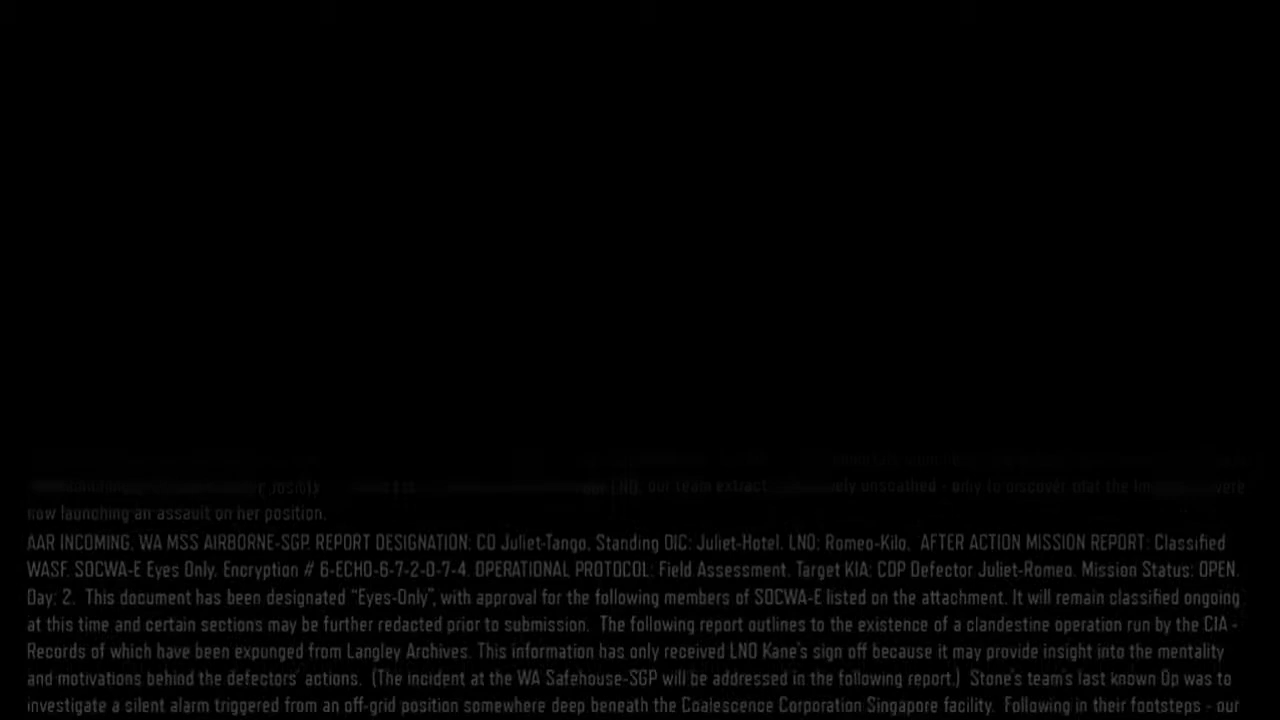 our LNO, our team extract ely unscathed - only to discover that the were
now launching an assault on her position.
AAR INCOMING. WA MSS AIRBORNE-SGP. REPORT DESIGNATION: CO Juliet-Tango, Standing OIC: Juliet-Hotel. LNO: Romeo-Kilo.  AFTER ACTION MISSION REPORT: Classified
WASF. SOCWA-E Eyes Only. Encryption # 6-ECHO-6-7-2-0-7-4. OPERATIONAL PROTOCOL: Field Assessment. Target KIA: CDP Defector Juliet-Romeo. Mission Status: OPEN.
Day: 2.  This document has been designated “Eyes-Only”, with approval for the following members of SOCWA-E listed on the attachment. It will remain classified ongoing
at this time and certain sections may be further redacted prior to submission.  The following report outlines to the existence of a clandestine operation run by the CIA -
Records of which have been expunged from Langley Archives. This information has only received LNO Kane's sign off because it may provide insight into the mentality
and motivations behind the defectors' actions.  (The incident at the WA Safehouse-SGP will be addressed in the following report.)  Stone's team's last known Op was to
investigate a silent alarm triggered from an off-grid position somewhere deep beneath the Coalescence Corporation Singapore facility.  Following in their footsteps - our